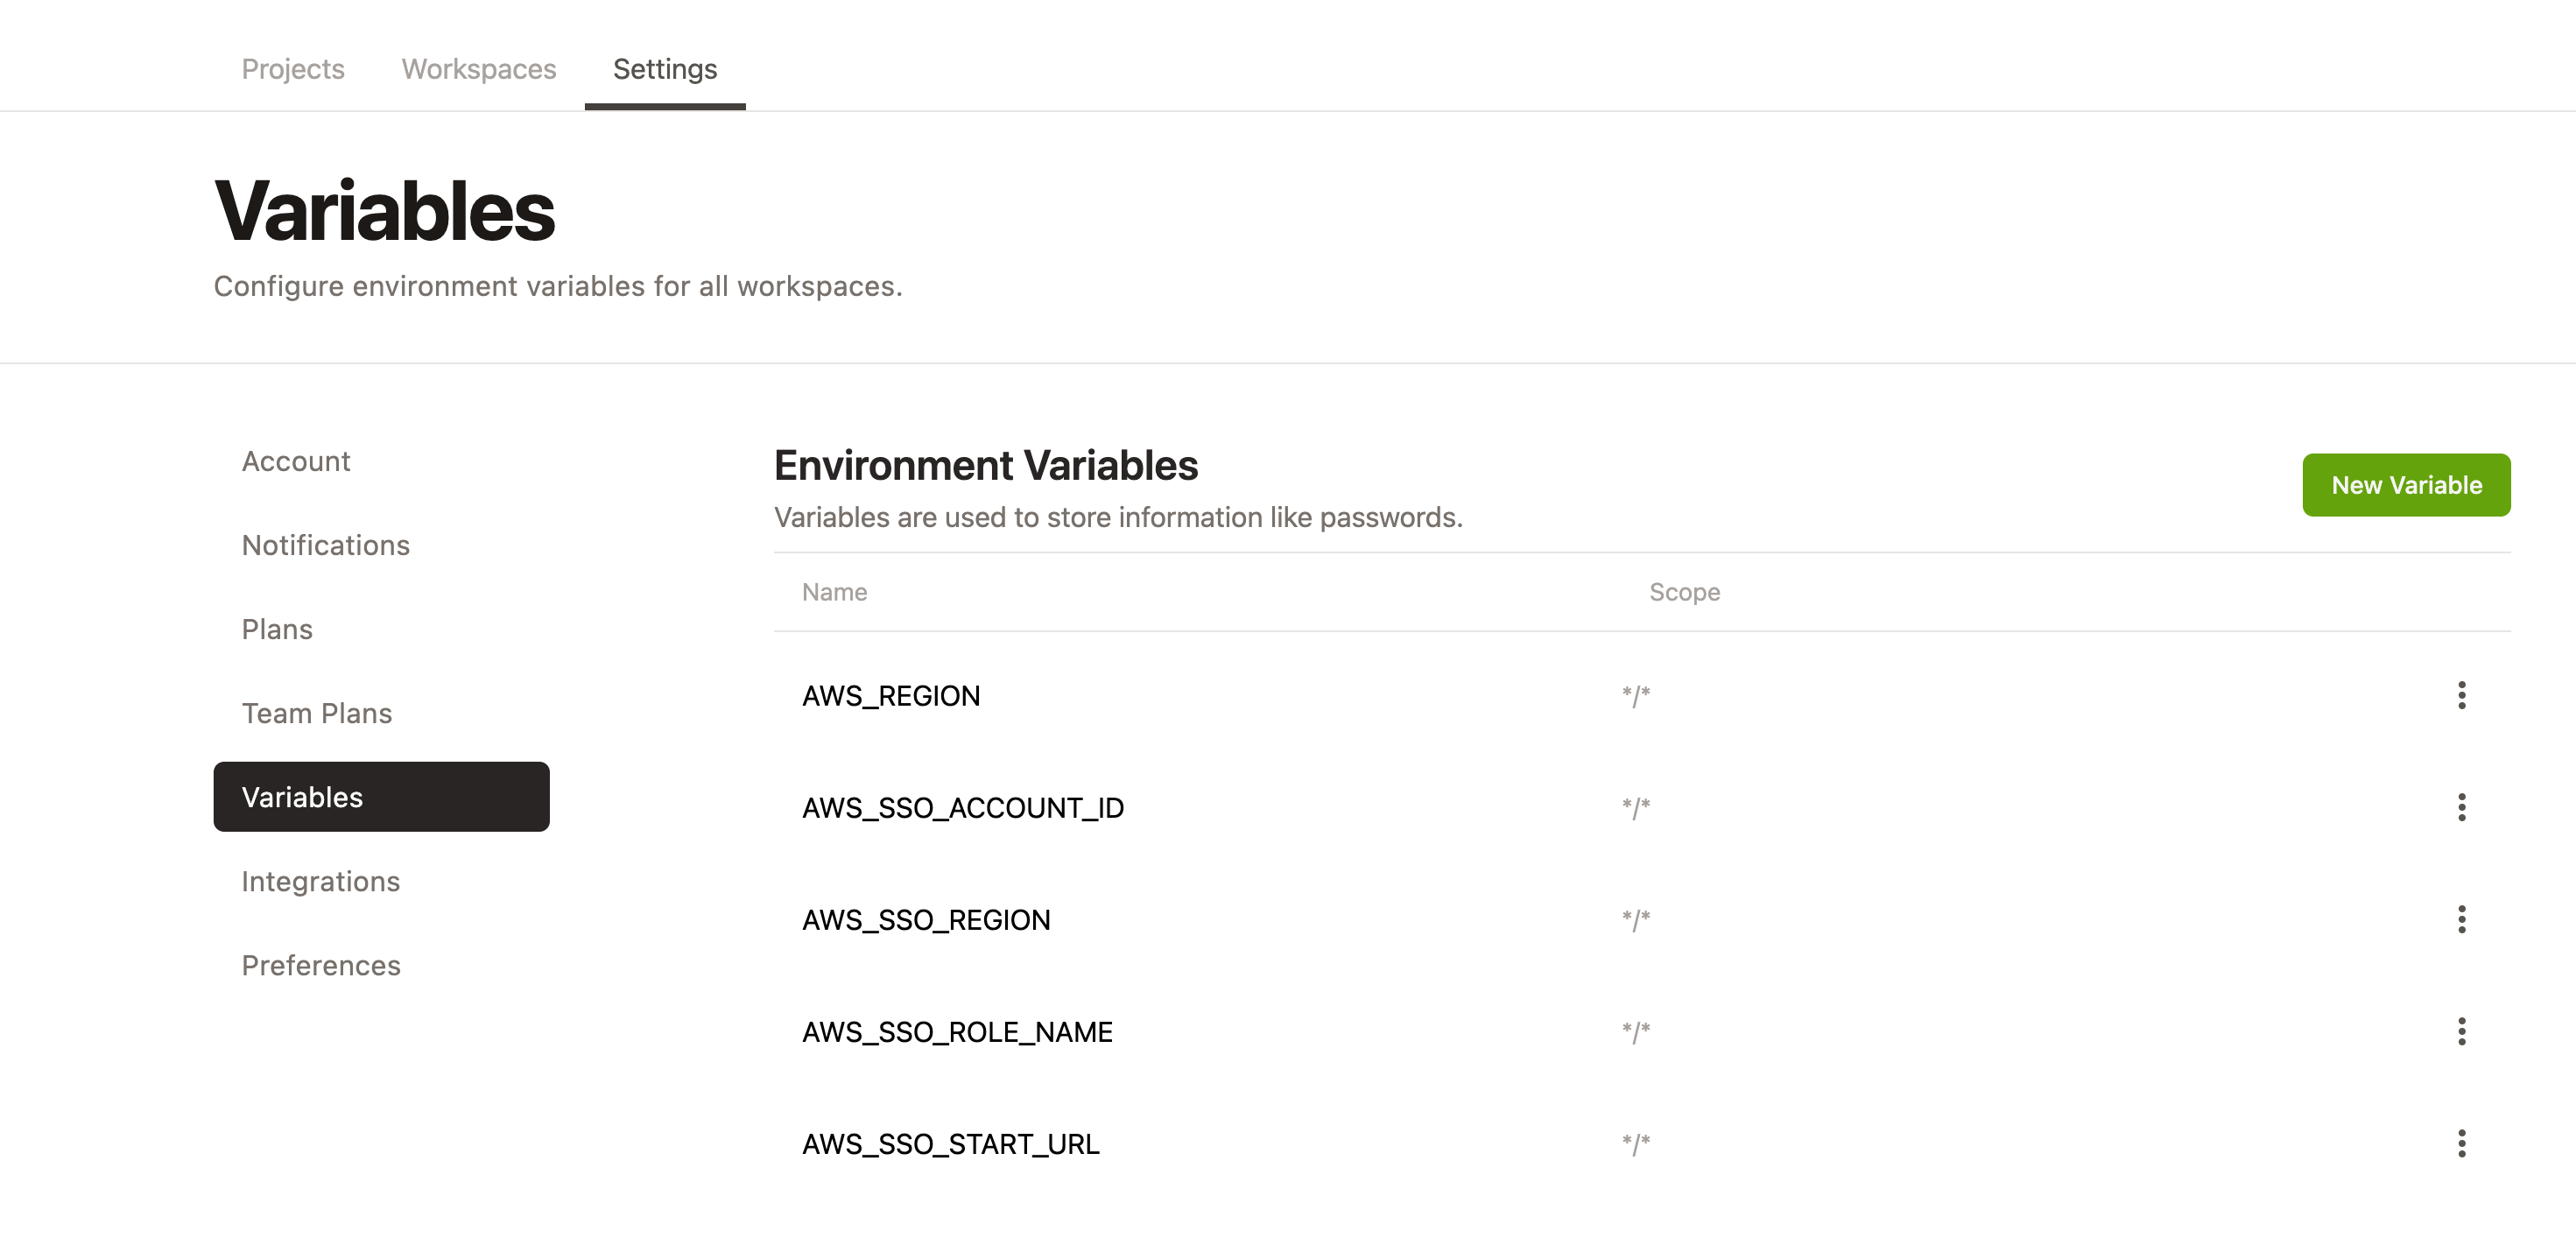 Projects Workspaces Settings
Variables
Configure environment variables for all workspaces.
Account
Notifications
Plans
Team Plans
Variables
Integrations
Preferences
Environment Variables
Variables are used to store information like passwords.
New Variable
Name Scope
AWS_REGION */*
AWS_SSO_ACCOUNT_ID */*
AWS_SSO_REGION */*
AWS_SSO_ROLE_NAME */*
AWS_SSO_START_URL */*